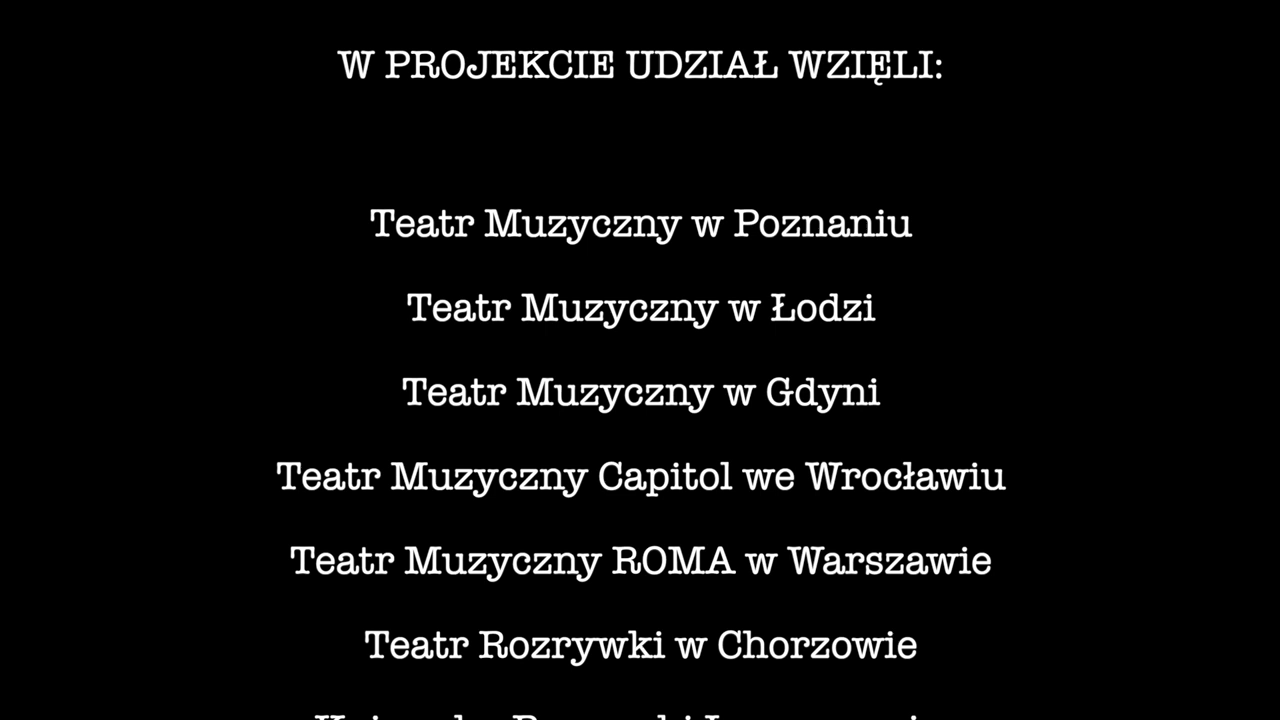 W PROJEKCIE UDZIAŁ WZIĘLI:
Teatr Muzyczny w Poznaniu
Teatr Muzyczny w Łodzi
Teatr Muzyczny w Gdyni
Teatr Muzyczny Capitol we Wrocławiu
Teatr Muzyczny ROMA w Warszawie
Teatr Rozrywki w Chorzowie